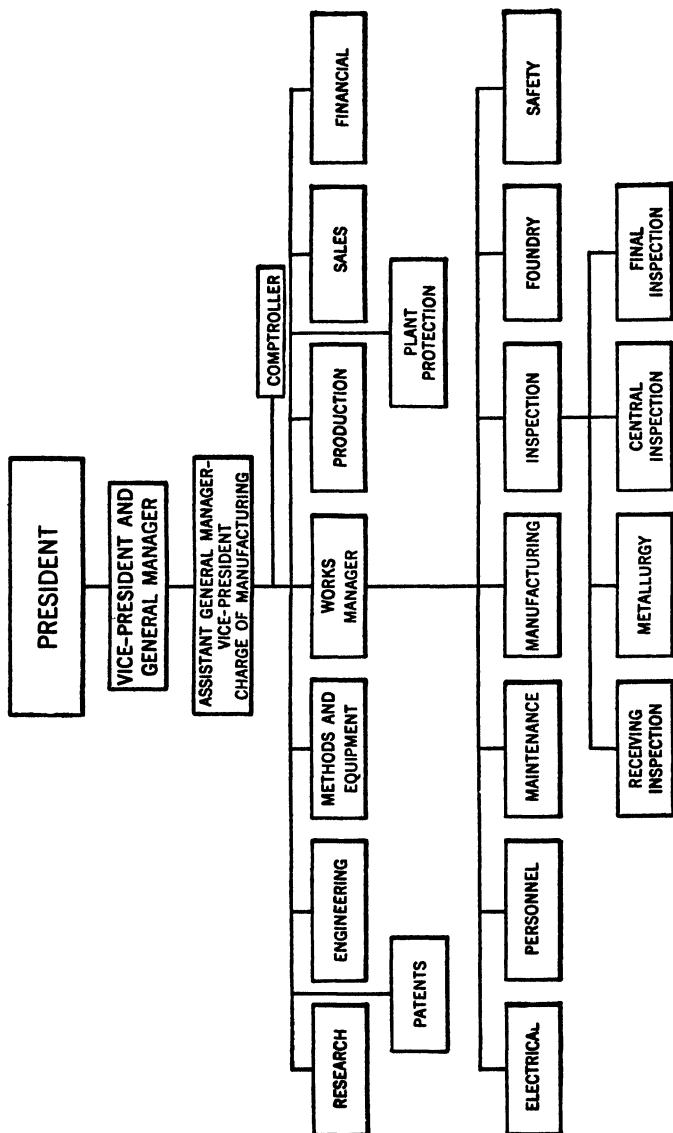 PRESIDENT
VICE-PRESIDENT AND
GENERAL MANAGER
ASSISTANT GENERAL MANAGER-
VICE-PRESIDENT
CHARGE OF MANUFACTURING
COMPTROLLER
RESEARCH
ENGINEERING
METHODS AND
EQUIPMENT
WORKS
MANAGER
PRODUCTION
SALES
FINANCIAL
PATENTS
PLANT
PROTECTION
ELECTRICAL
PERSONNEL
MAINTENANCE
MANUFACTURING
INSPECTION
FOUNDRY
SAFETY
RECEIVING
INSPECTION
METALLURGY
CENTRAL
INSPECTION
FINAL
INSPECTION